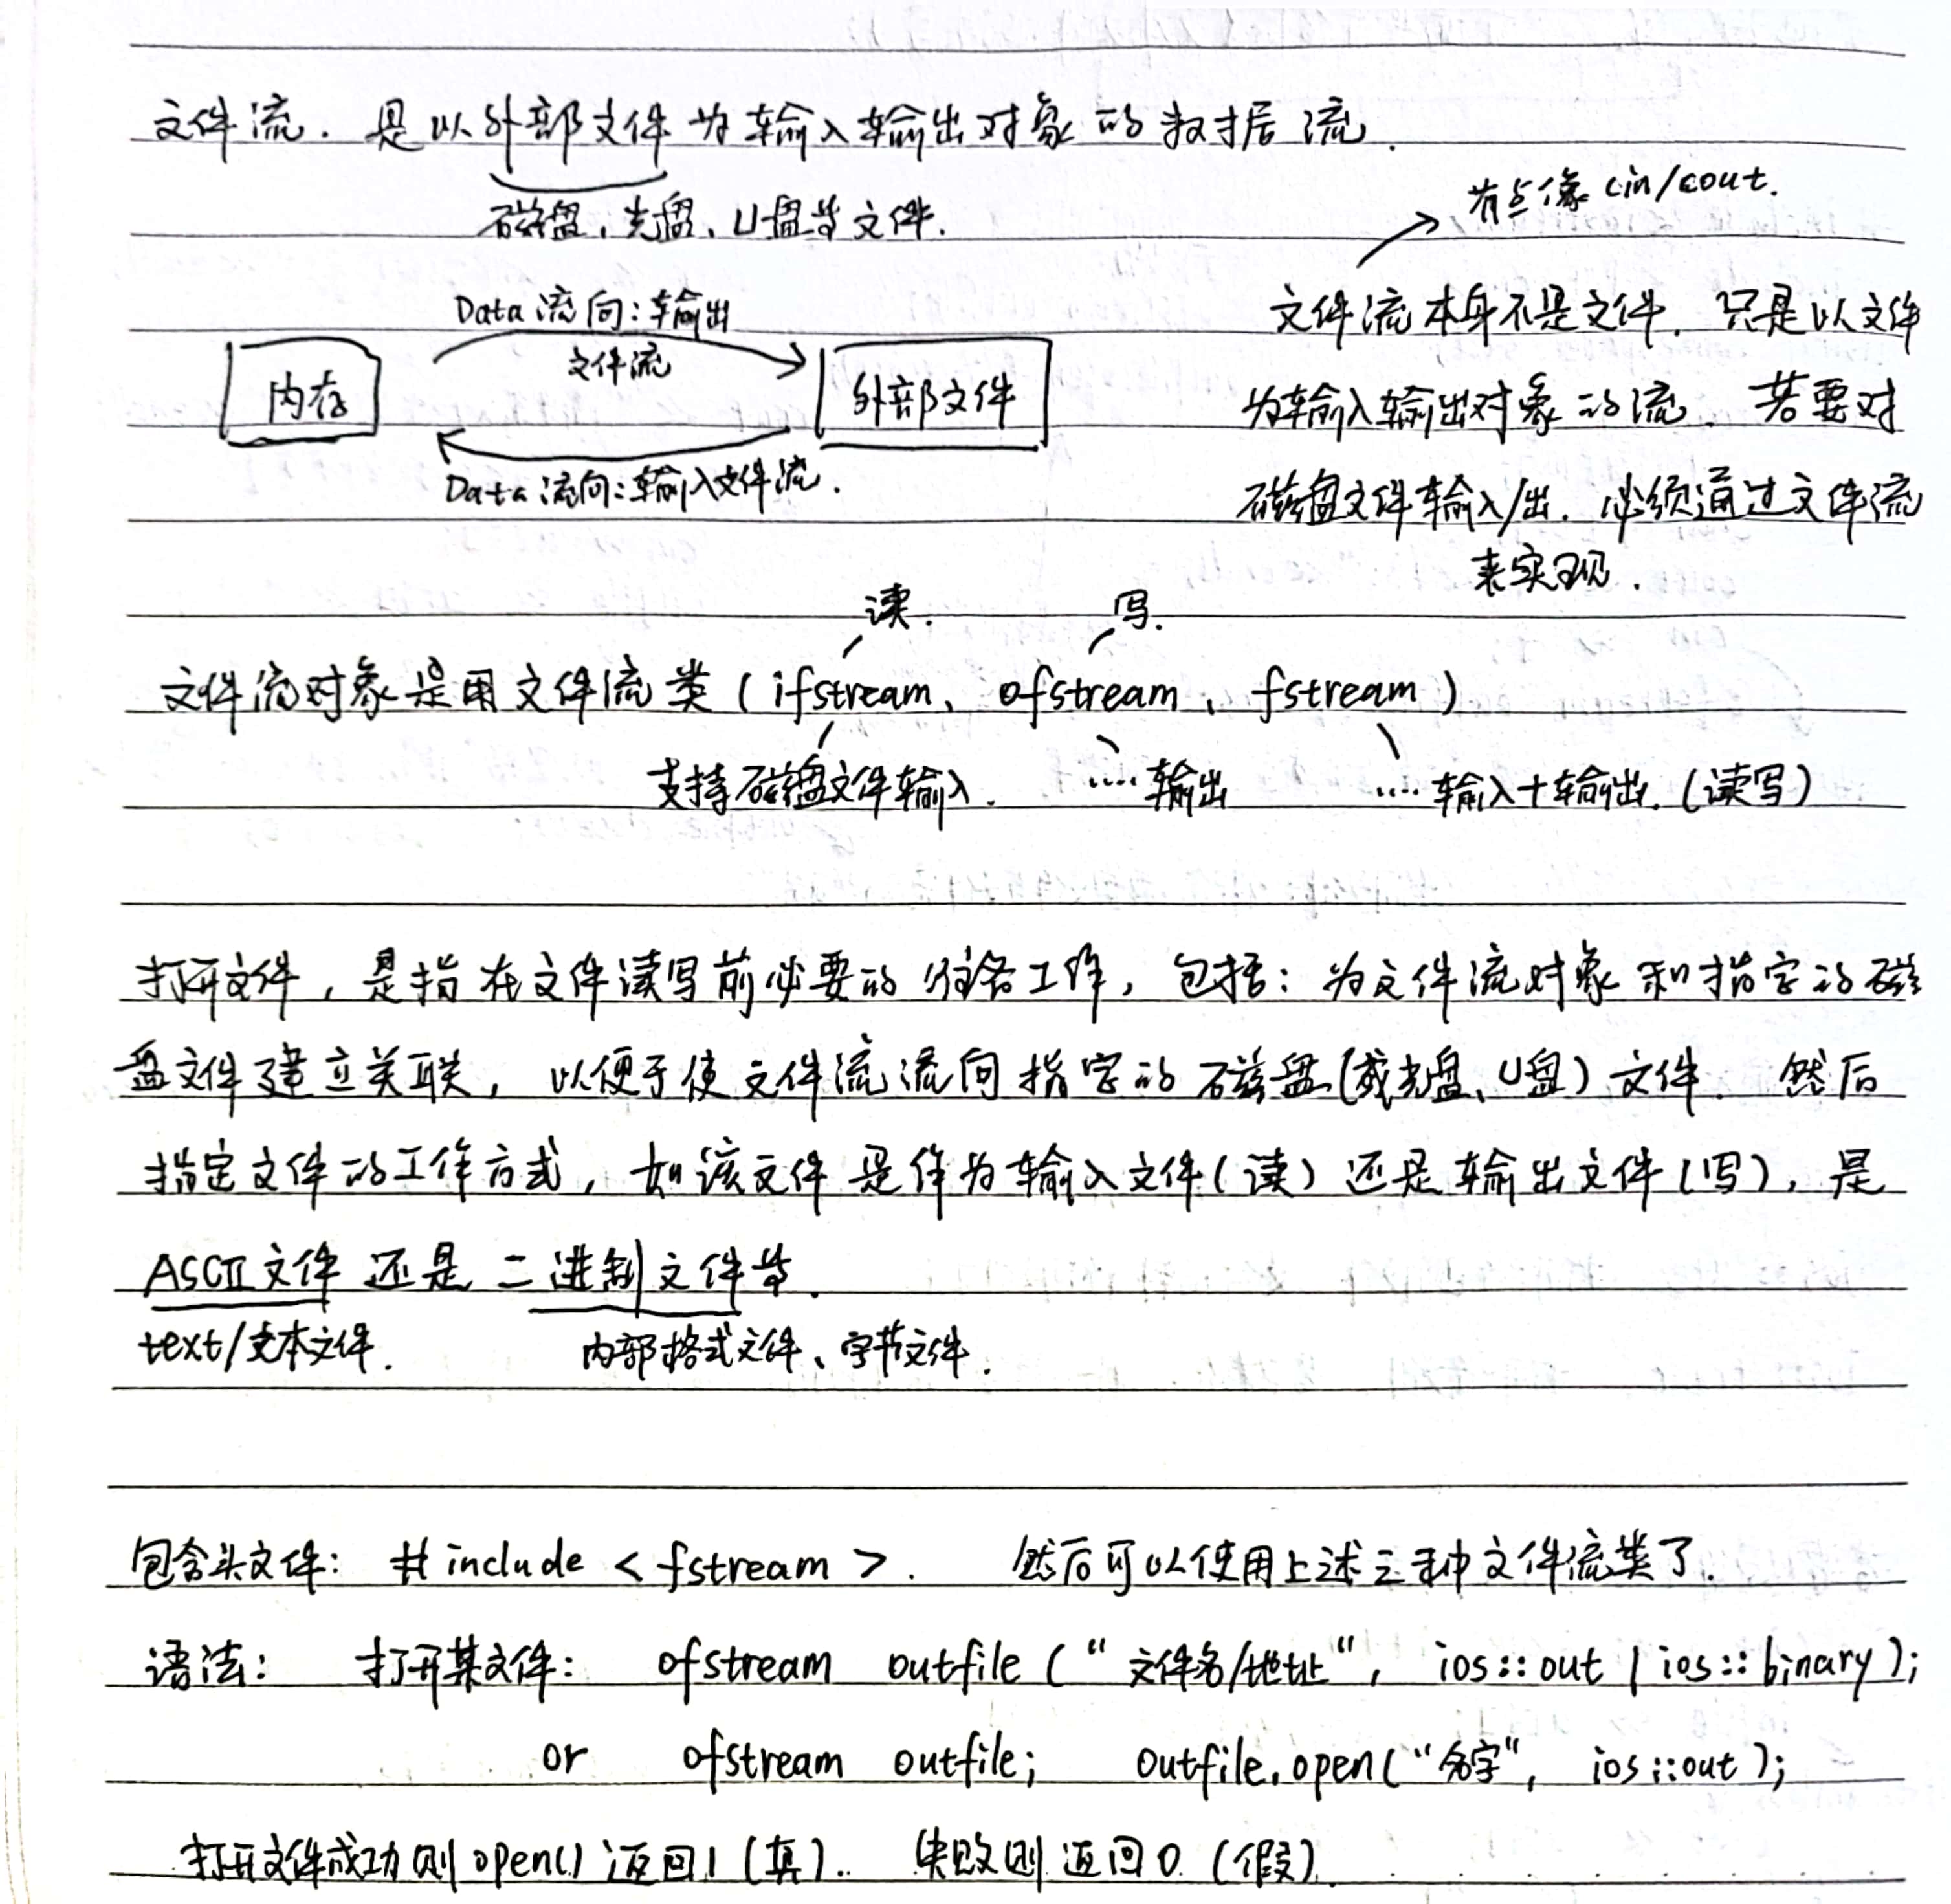 文件流. 是以外部文件为输入输出对象的数据流.
磁盘、光盘、U盘等文件.
有点像 cin/cout.
Data 流向:输出
文件流
内存
外部文件
Data 流向:输入文件流.
文件流本身不是文件. 只是以文件
为输入输出对象的流. 若要对
磁盘文件输入/出. 必须通过文件流
来实现.
读. 写.
文件流对象是用文件流类 ( ifstream、ofstream、fstream )
支持磁盘文件输入. ....输出 ....输入+输出. (读写)
打开文件, 是指在文件读写前必要的准备工作, 包括: 为文件流对象和指定的磁
盘文件建立关联, 以便于使文件流流向指定的磁盘(或光盘、U盘) 文件. 然后
指定文件的工作方式, 如该文件是作为输入文件(读) 还是输出文件(写), 是
ASCII文件 还是 二进制文件等.
text/文本文件. 内部格式文件、字节文件.
包含头文件: #include < fstream >. 然后可以使用上述三种文件流类了.
语法: 打开某文件: ofstream outfile ( "文件名/地址", ios::out | ios::binary );
or ofstream outfile; outfile.open( "名字", ios::out );
打开文件成功则open()返回1 (真).. 失败则返回0. (假)